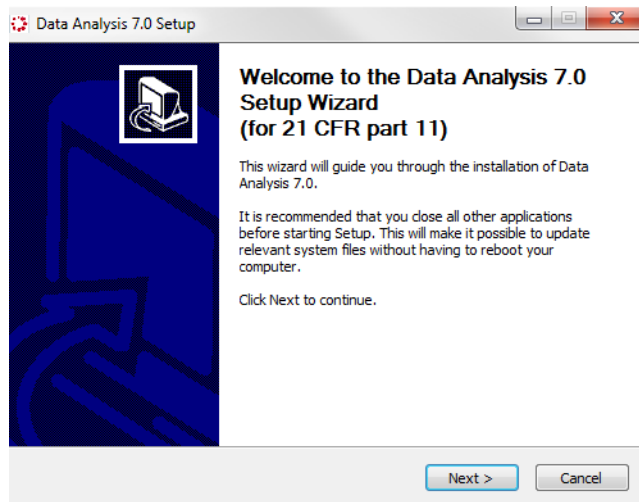 Data Analysis 7.0 Setup
Welcome to the Data Analysis 7.0
Setup Wizard
(for 21 CFR part 11)
This wizard will guide you through the installation of Data
Analysis 7.0.
It is recommended that you close all other applications
before starting Setup. This will make it possible to update
relevant system files without having to reboot your
computer.
Click Next to continue.
Next >
Cancel